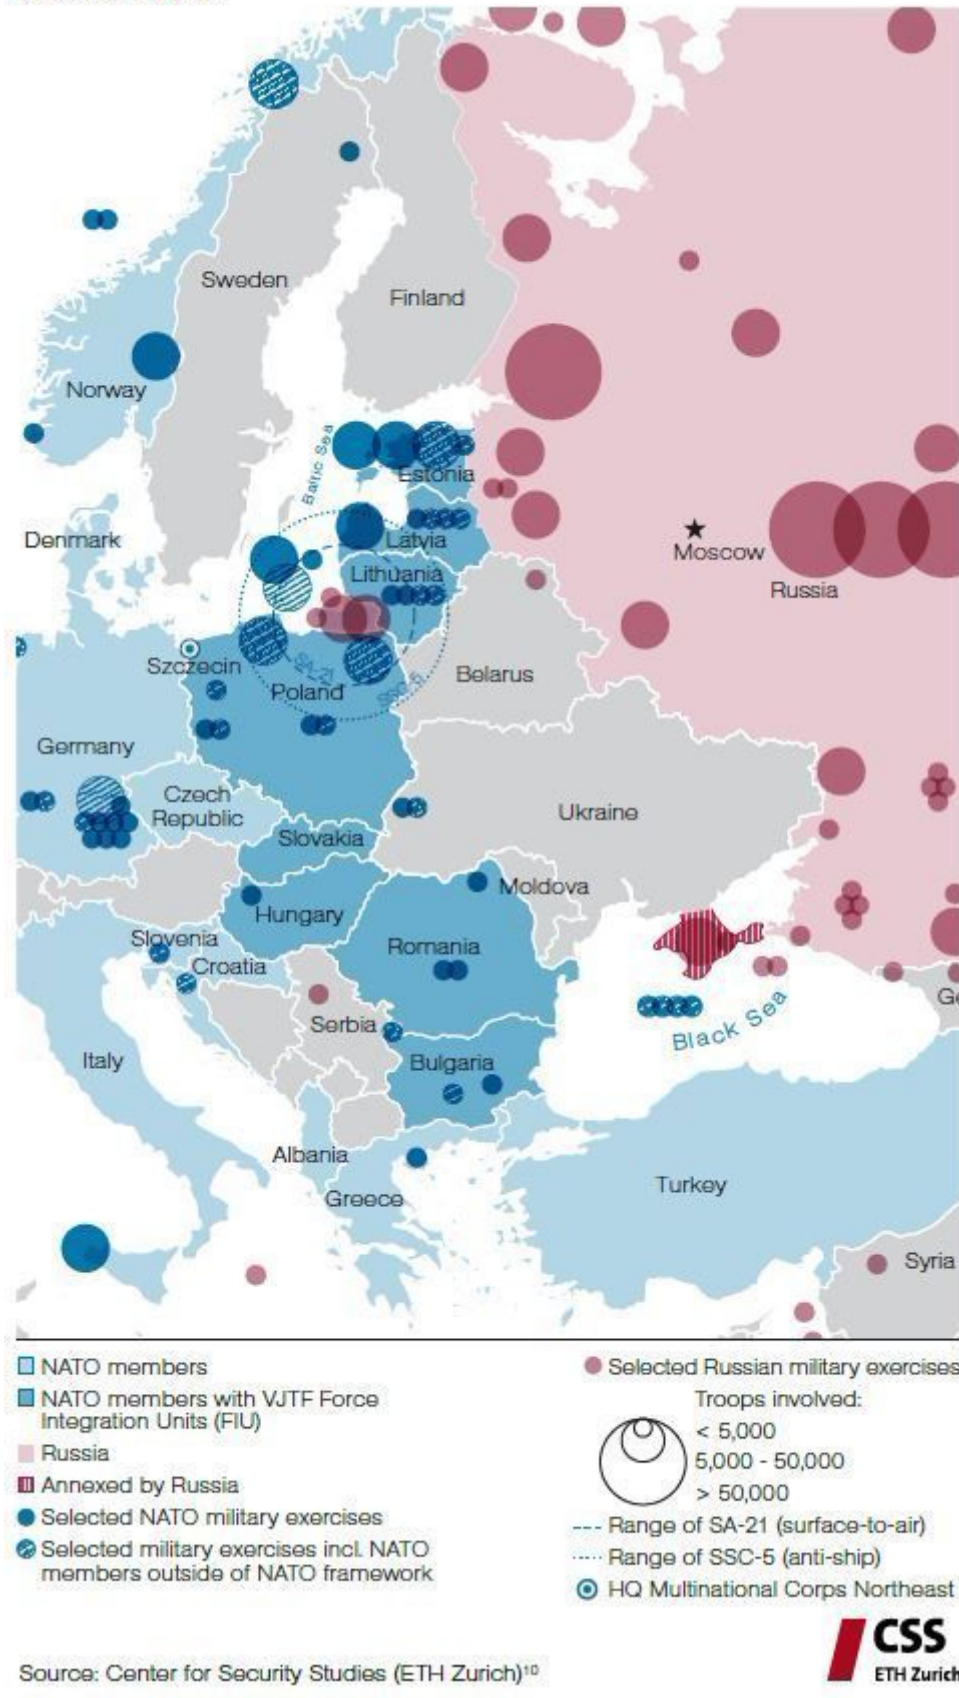 Sweden
Finland
Norway
Baltic Sea
Estonia
Denmark
Latvia
Moscow
Lithuania
Russia
Szczecin
SA-21
Belarus
Poland
SSC-5
Germany
Czech
Republic
Ukraine
Slovakia
Moldova
Hungary
Slovenia
Romania
Croatia
Ge
Serbia
Black Sea
Italy
Bulgaria
Albania
Turkey
Greece
Syria
NATO members
NATO members with VJTF Force
Integration Units (FIU)
Russia
Annexed by Russia
Selected NATO military exercises
Selected military exercises incl. NATO
members outside of NATO framework
Selected Russian military exercises
Troops involved:
< 5,000
5,000 - 50,000
> 50,000
Range of SA-21 (surface-to-air)
Range of SSC-5 (anti-ship)
HQ Multinational Corps Northeast
CSS
ETH Zurich
Source: Center for Security Studies (ETH Zurich)¹⁰